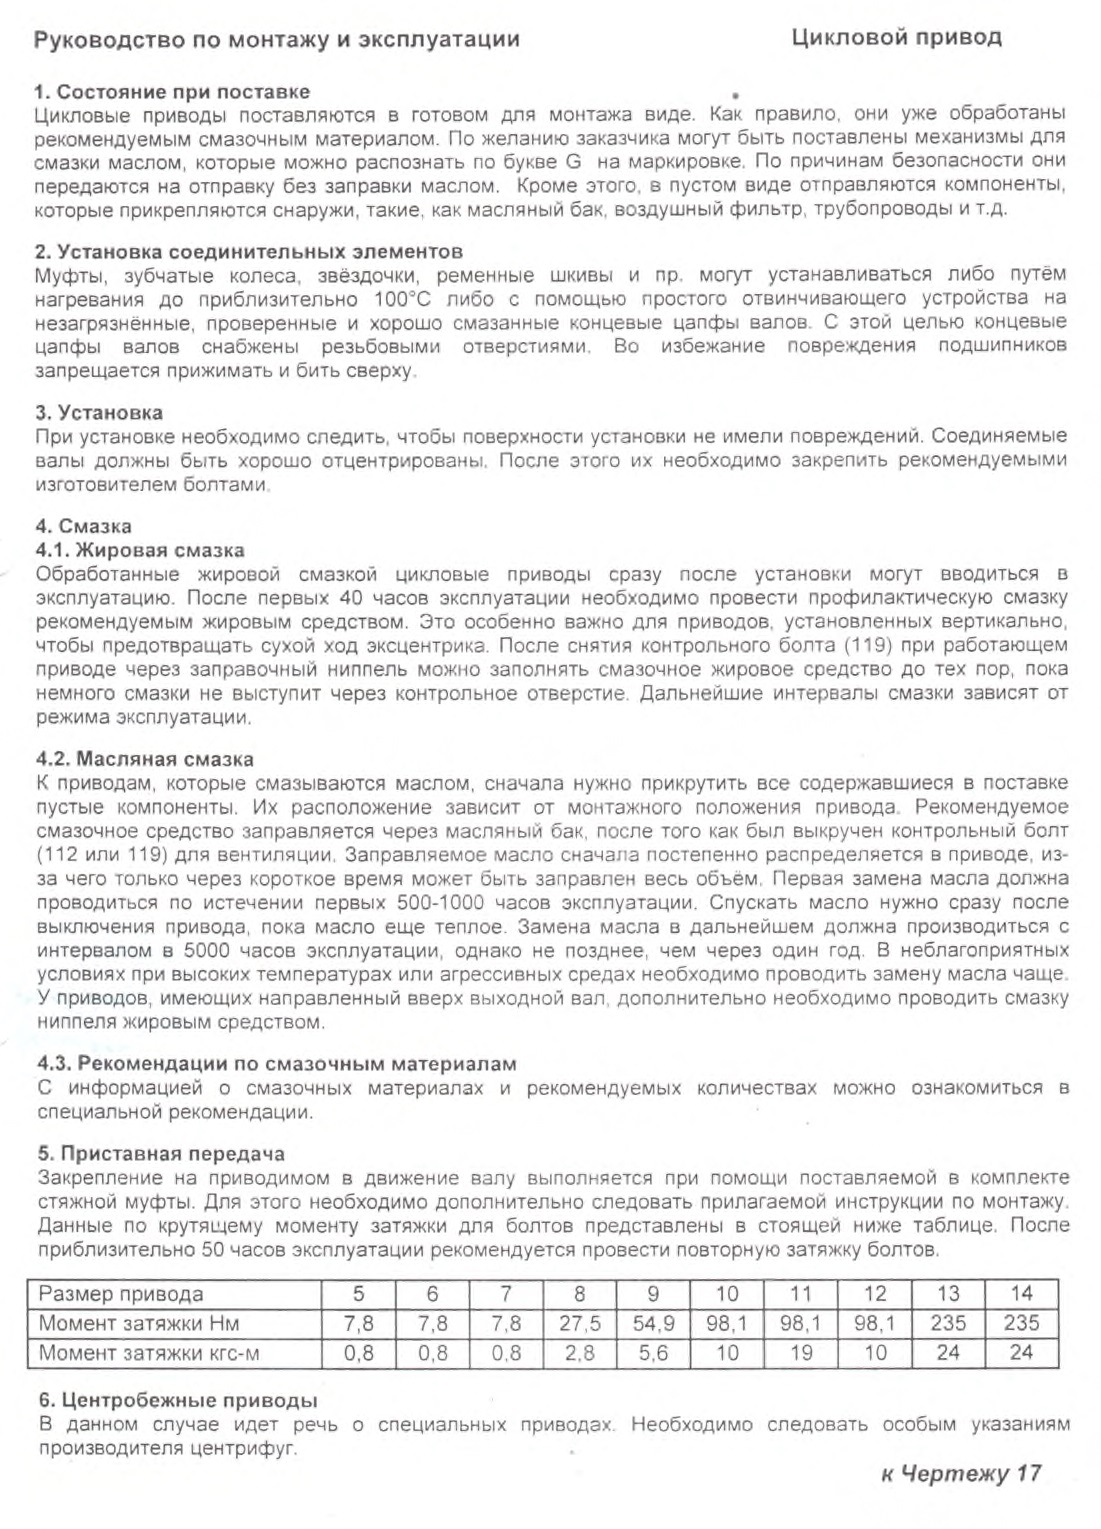 Руководство по монтажу и эксплуатации Цикловой привод
1. Состояние при поставке
Цикловые приводы поставляются в готовом для монтажа виде. Как правило, они уже обработаны
рекомендуемым смазочным материалом. По желанию заказчика могут быть поставлены механизмы для
смазки маслом, которые можно распознать по букве G на маркировке. По причинам безопасности они
передаются на отправку без заправки маслом. Кроме этого, в пустом виде отправляются компоненты,
которые прикрепляются снаружи, такие, как масляный бак, воздушный фильтр, трубопроводы и т.д.
2. Установка соединительных элементов
Муфты, зубчатые колеса, звёздочки, ременные шкивы и пр. могут устанавливаться либо путём
нагревания до приблизительно 100°C либо с помощью простого отвинчивающего устройства на
незагрязнённые, проверенные и хорошо смазанные концевые цапфы валов. С этой целью концевые
цапфы валов снабжены резьбовыми отверстиями. Во избежание повреждения подшипников
запрещается прижимать и бить сверху.
3. Установка
При установке необходимо следить, чтобы поверхности установки не имели повреждений. Соединяемые
валы должны быть хорошо отцентрированы. После этого их необходимо закрепить рекомендуемыми
изготовителем болтами.
4. Смазка
4.1. Жировая смазка
Обработанные жировой смазкой цикловые приводы сразу после установки могут вводиться в
эксплуатацию. После первых 40 часов эксплуатации необходимо провести профилактическую смазку
рекомендуемым жировым средством. Это особенно важно для приводов, установленных вертикально,
чтобы предотвращать сухой ход эксцентрика. После снятия контрольного болта (119) при работающем
приводе через заправочный ниппель можно заполнять смазочное жировое средство до тех пор, пока
немного смазки не выступит через контрольное отверстие. Дальнейшие интервалы смазки зависят от
режима эксплуатации.
4.2. Масляная смазка
К приводам, которые смазываются маслом, сначала нужно прикрутить все содержавшиеся в поставке
пустые компоненты. Их расположение зависит от монтажного положения привода. Рекомендуемое
смазочное средство заправляется через масляный бак, после того как был выкручен контрольный болт
(112 или 119) для вентиляции. Заправляемое масло сначала постепенно распределяется в приводе, из-
за чего только через короткое время может быть заправлен весь объём. Первая замена масла должна
проводиться по истечении первых 500-1000 часов эксплуатации. Спускать масло нужно сразу после
выключения привода, пока масло еще теплое. Замена масла в дальнейшем должна производиться с
интервалом в 5000 часов эксплуатации, однако не позднее, чем через один год. В неблагоприятных
условиях при высоких температурах или агрессивных средах необходимо проводить замену масла чаще.
У приводов, имеющих направленный вверх выходной вал, дополнительно необходимо проводить смазку
ниппеля жировым средством.
4.3. Рекомендации по смазочным материалам
С информацией о смазочных материалах и рекомендуемых количествах можно ознакомиться в
специальной рекомендации.
5. Приставная передача
Закрепление на приводимом в движение валу выполняется при помощи поставляемой в комплекте
стяжной муфты. Для этого необходимо дополнительно следовать прилагаемой инструкции по монтажу.
Данные по крутящему моменту затяжки для болтов представлены в стоящей ниже таблице. После
приблизительно 50 часов эксплуатации рекомендуется провести повторную затяжку болтов.
Размер привода 5 6 7 8 9 10 11 12 13 14
Момент затяжки Нм 7,8 7,8 7,8 27,5 54,9 98,1 98,1 98,1 235 235
Момент затяжки кгс-м 0,8 0,8 0,8 2,8 5,6 10 19 10 24 24
6. Центробежные приводы
В данном случае идет речь о специальных приводах. Необходимо следовать особым указаниям
производителя центрифуг.
к Чертежу 17